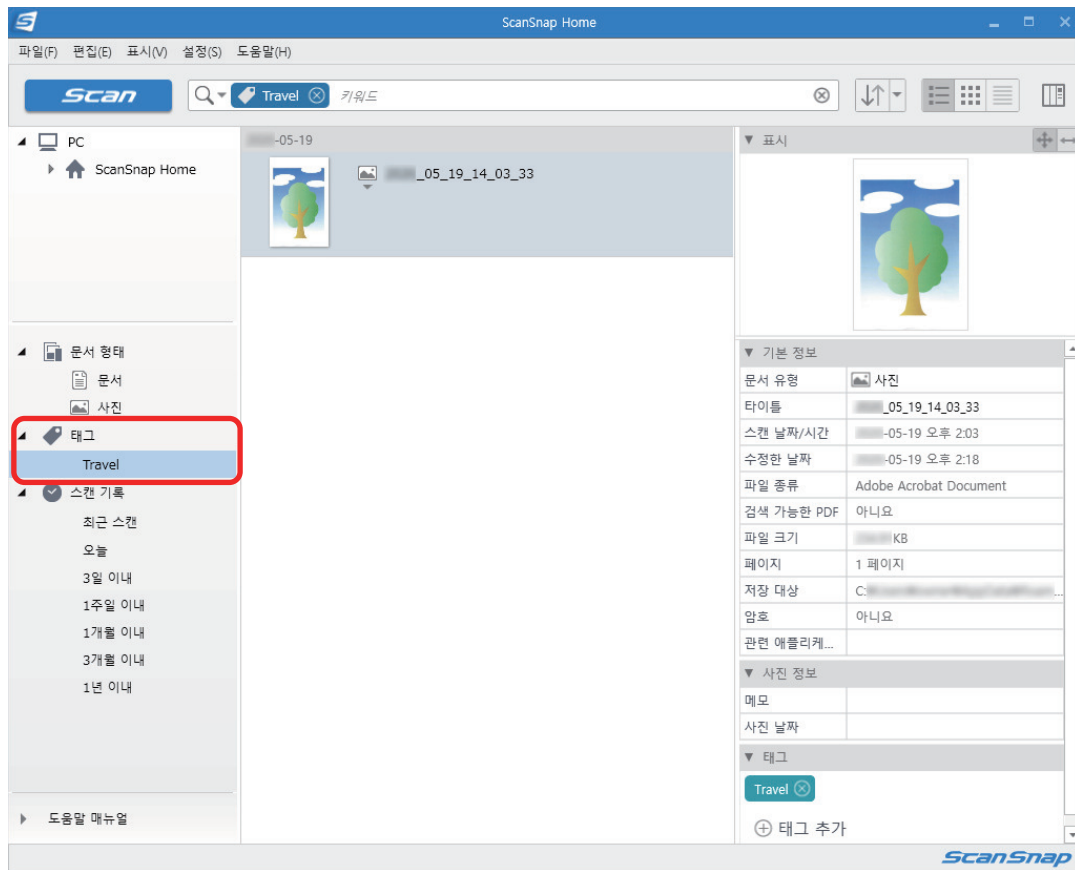 ScanSnap Home
파일(F) 편집(E) 표시(V) 설정(S) 도움말(H)
Scan
Travel 키워드
PC
ScanSnap Home
문서 형태
문서
사진
태그
Travel
스캔 기록
최근 스캔
오늘
3일 이내
1주일 이내
1개월 이내
3개월 이내
1년 이내
도움말 매뉴얼
-05-19
_05_19_14_03_33
표시
기본 정보
문서 유형 사진
타이틀 _05_19_14_03_33
스캔 날짜/시간 -05-19 오후 2:03
수정한 날짜 -05-19 오후 2:18
파일 종류 Adobe Acrobat Document
검색 가능한 PDF 아니요
파일 크기 KB
페이지 1 페이지
저장 대상 C:
암호 아니요
관련 애플리케...
사진 정보
메모
사진 날짜
태그
Travel
태그 추가
ScanSnap